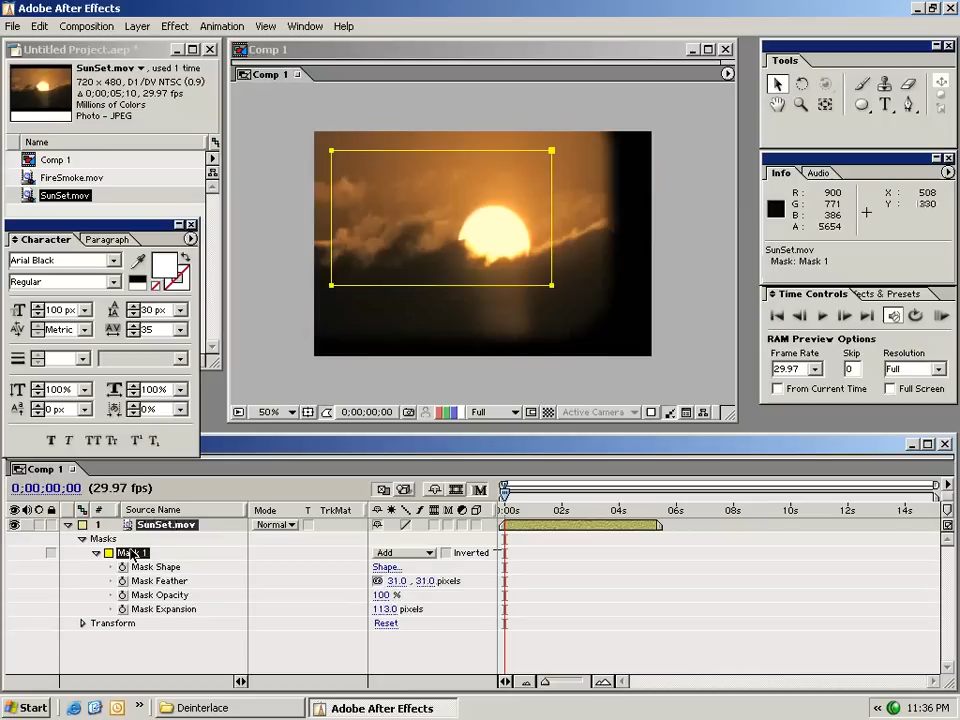 Adobe After Effects
File Edit Composition Layer Effect Animation View Window Help
Untitled Project.aep *
SunSet.mov ▼, used 1 time
720 x 480, D1/DV NTSC (0.9)
Δ 0;00;05;10, 29.97 fps
Millions of Colors
Photo - JPEG
Name
Comp 1
FireSmoke.mov
SunSet.mov
Character Paragraph
Arial Black
Regular
100 px 30 px
Metric 35
100% 100%
0 px 0%
T T TT Tr T¹ T₁
Comp 1
Comp 1
50% 0;00;00;00 Full Active Camera
Tools
Info Audio
R: 900 X: 508
G: 771 Y: 330
B: 386
A: 5654
SunSet.mov
Mask: Mask 1
Time Controls Effects & Presets
RAM Preview Options
Frame Rate Skip Resolution
29.97 0 Full
From Current Time Full Screen
Comp 1
0;00;00;00 (29.97 fps)
# Source Name Mode T TrkMat
0:00s 02s 04s 06s 08s 10s 12s 14s
1 SunSet.mov Normal
Masks
Mask 1 Add Inverted
Mask Shape Shape...
Mask Feather 31.0 , 31.0 pixels
Mask Opacity 100 %
Mask Expansion 113.0 pixels
Transform Reset
Start Deinterlace Adobe After Effects 11:36 PM